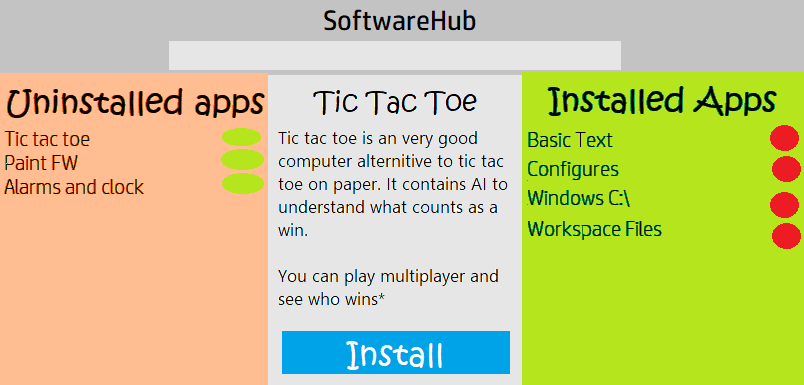 SoftwareHub
Uninstalled apps
Tic tac toe
Paint FW
Alarms and clock
Tic Tac Toe
Tic tac toe is an very good
computer alternitive to tic tac
toe on paper. It contains AI to
understand what counts as a
win.
You can play multiplayer and
see who wins*
Install
Installed Apps
Basic Text
Configures
Windows C:\
Workspace Files